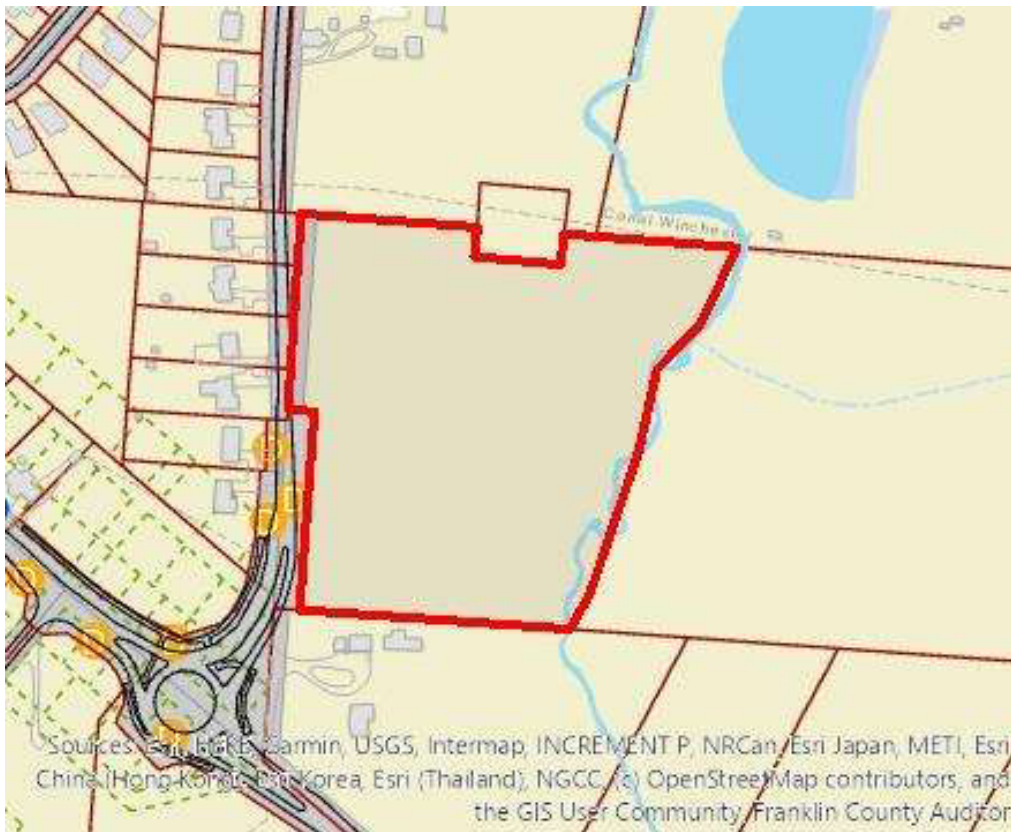 Canal Winchest
Sources: Esri, HERE, Garmin, USGS, Intermap, INCREMENT P, NRCan, Esri Japan, METI, Esri
China (Hong Kong), Esri Korea, Esri (Thailand), NGCC, (c) OpenStreetMap contributors, and
the GIS User Community, Franklin County Auditor